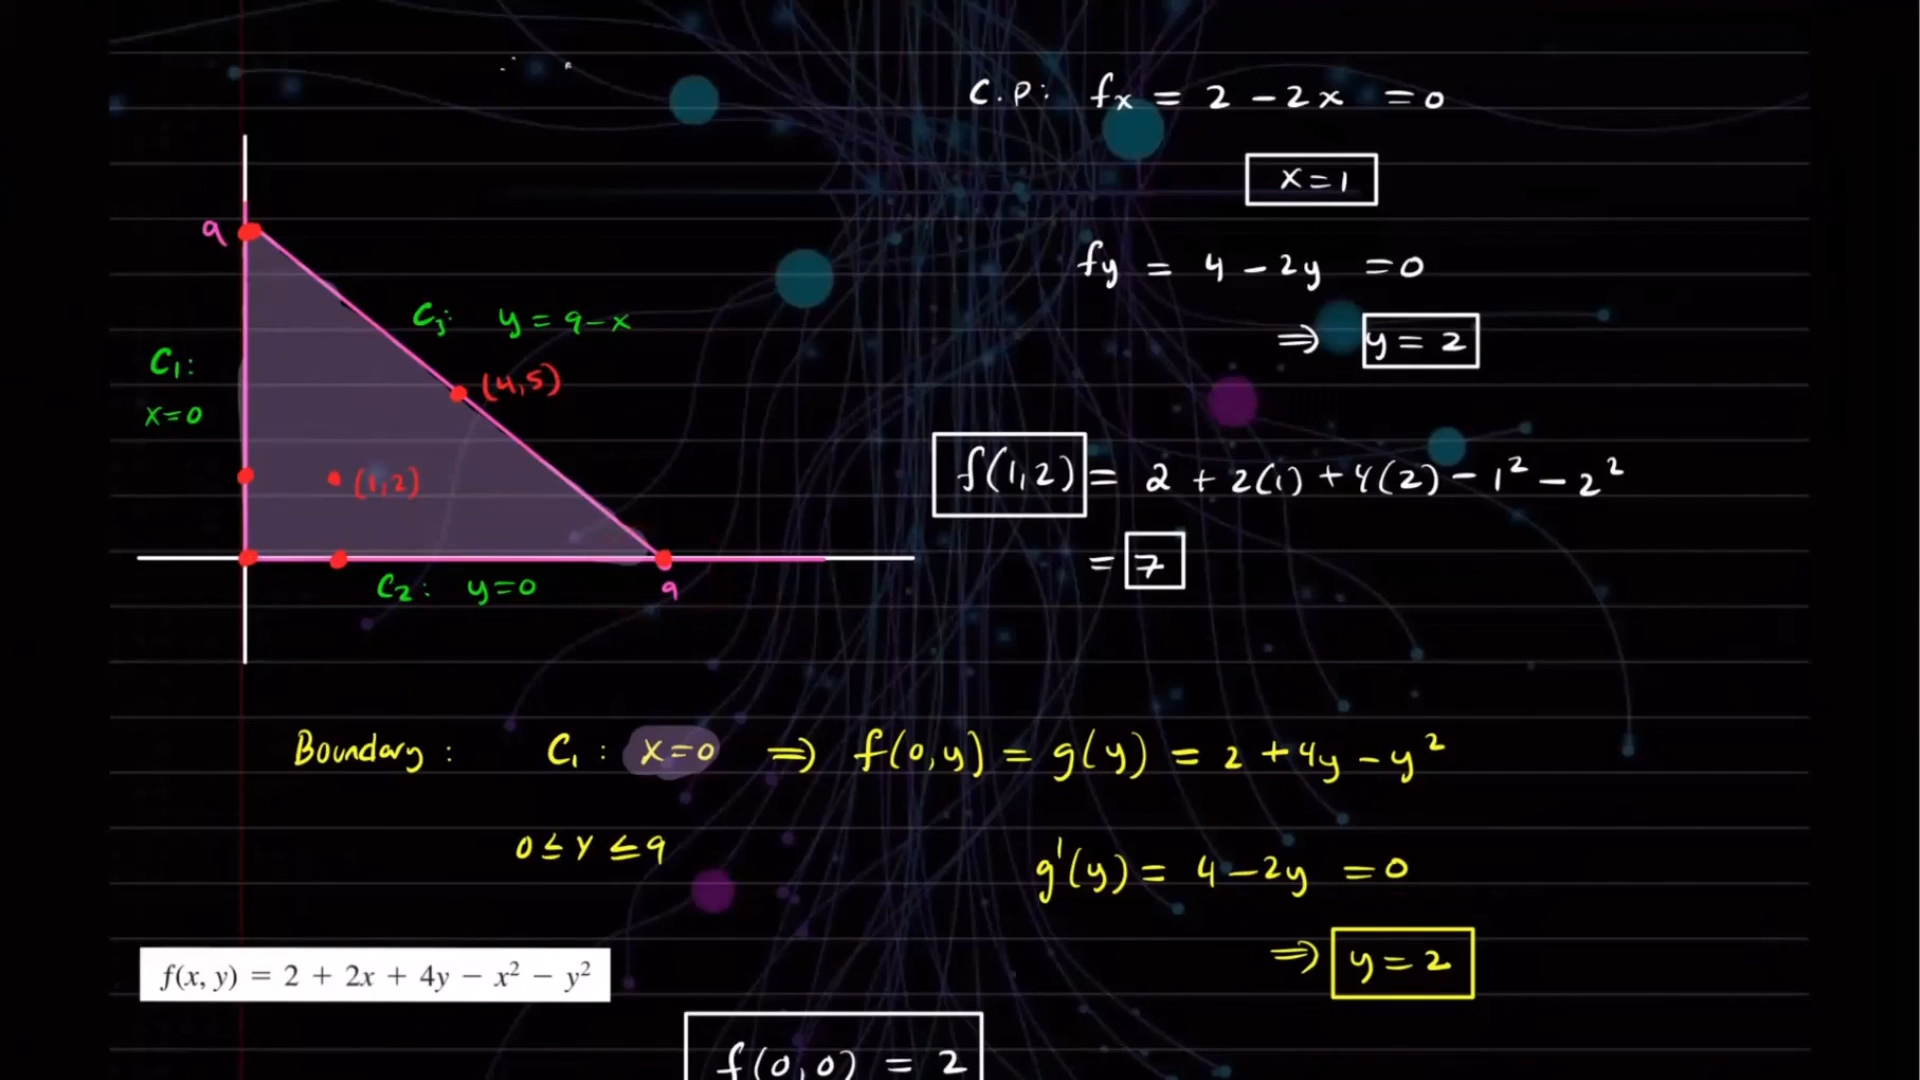 C.P: fx = 2 - 2x = 0
x = 1
fy = 4 - 2y = 0
⇒ y = 2
9
C3: y = 9-x
C1:
x=0
(4,5)
(1,2)
C2: y=0
9
f(1,2) = 2 + 2(1) + 4(2) - 1² - 2²
= 7
Boundary: C1: x=0 ⇒ f(0,y) = g(y) = 2 + 4y - y²
0 ≤ y ≤ 9
g'(y) = 4 - 2y = 0
⇒ y = 2
f(x, y) = 2 + 2x + 4y − x² − y²
f(0,0) = 2